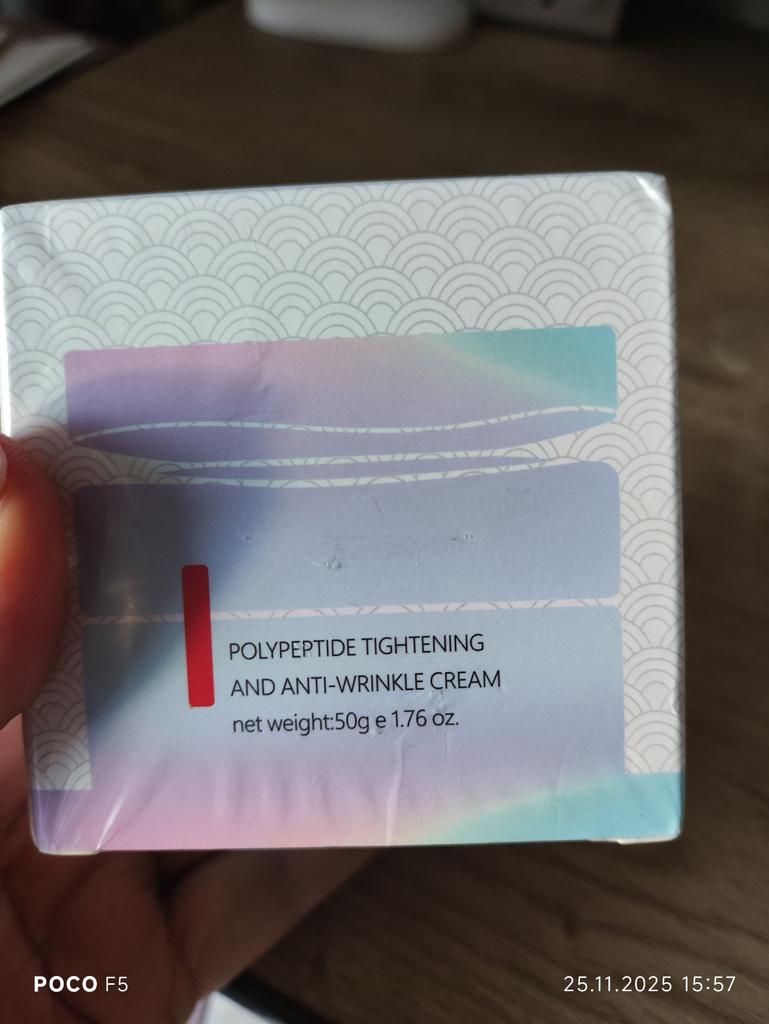 POLYPEPTIDE TIGHTENING
AND ANTI-WRINKLE CREAM
net weight:50g e 1.76 oz.
POCO F5
25.11.2025 15:57